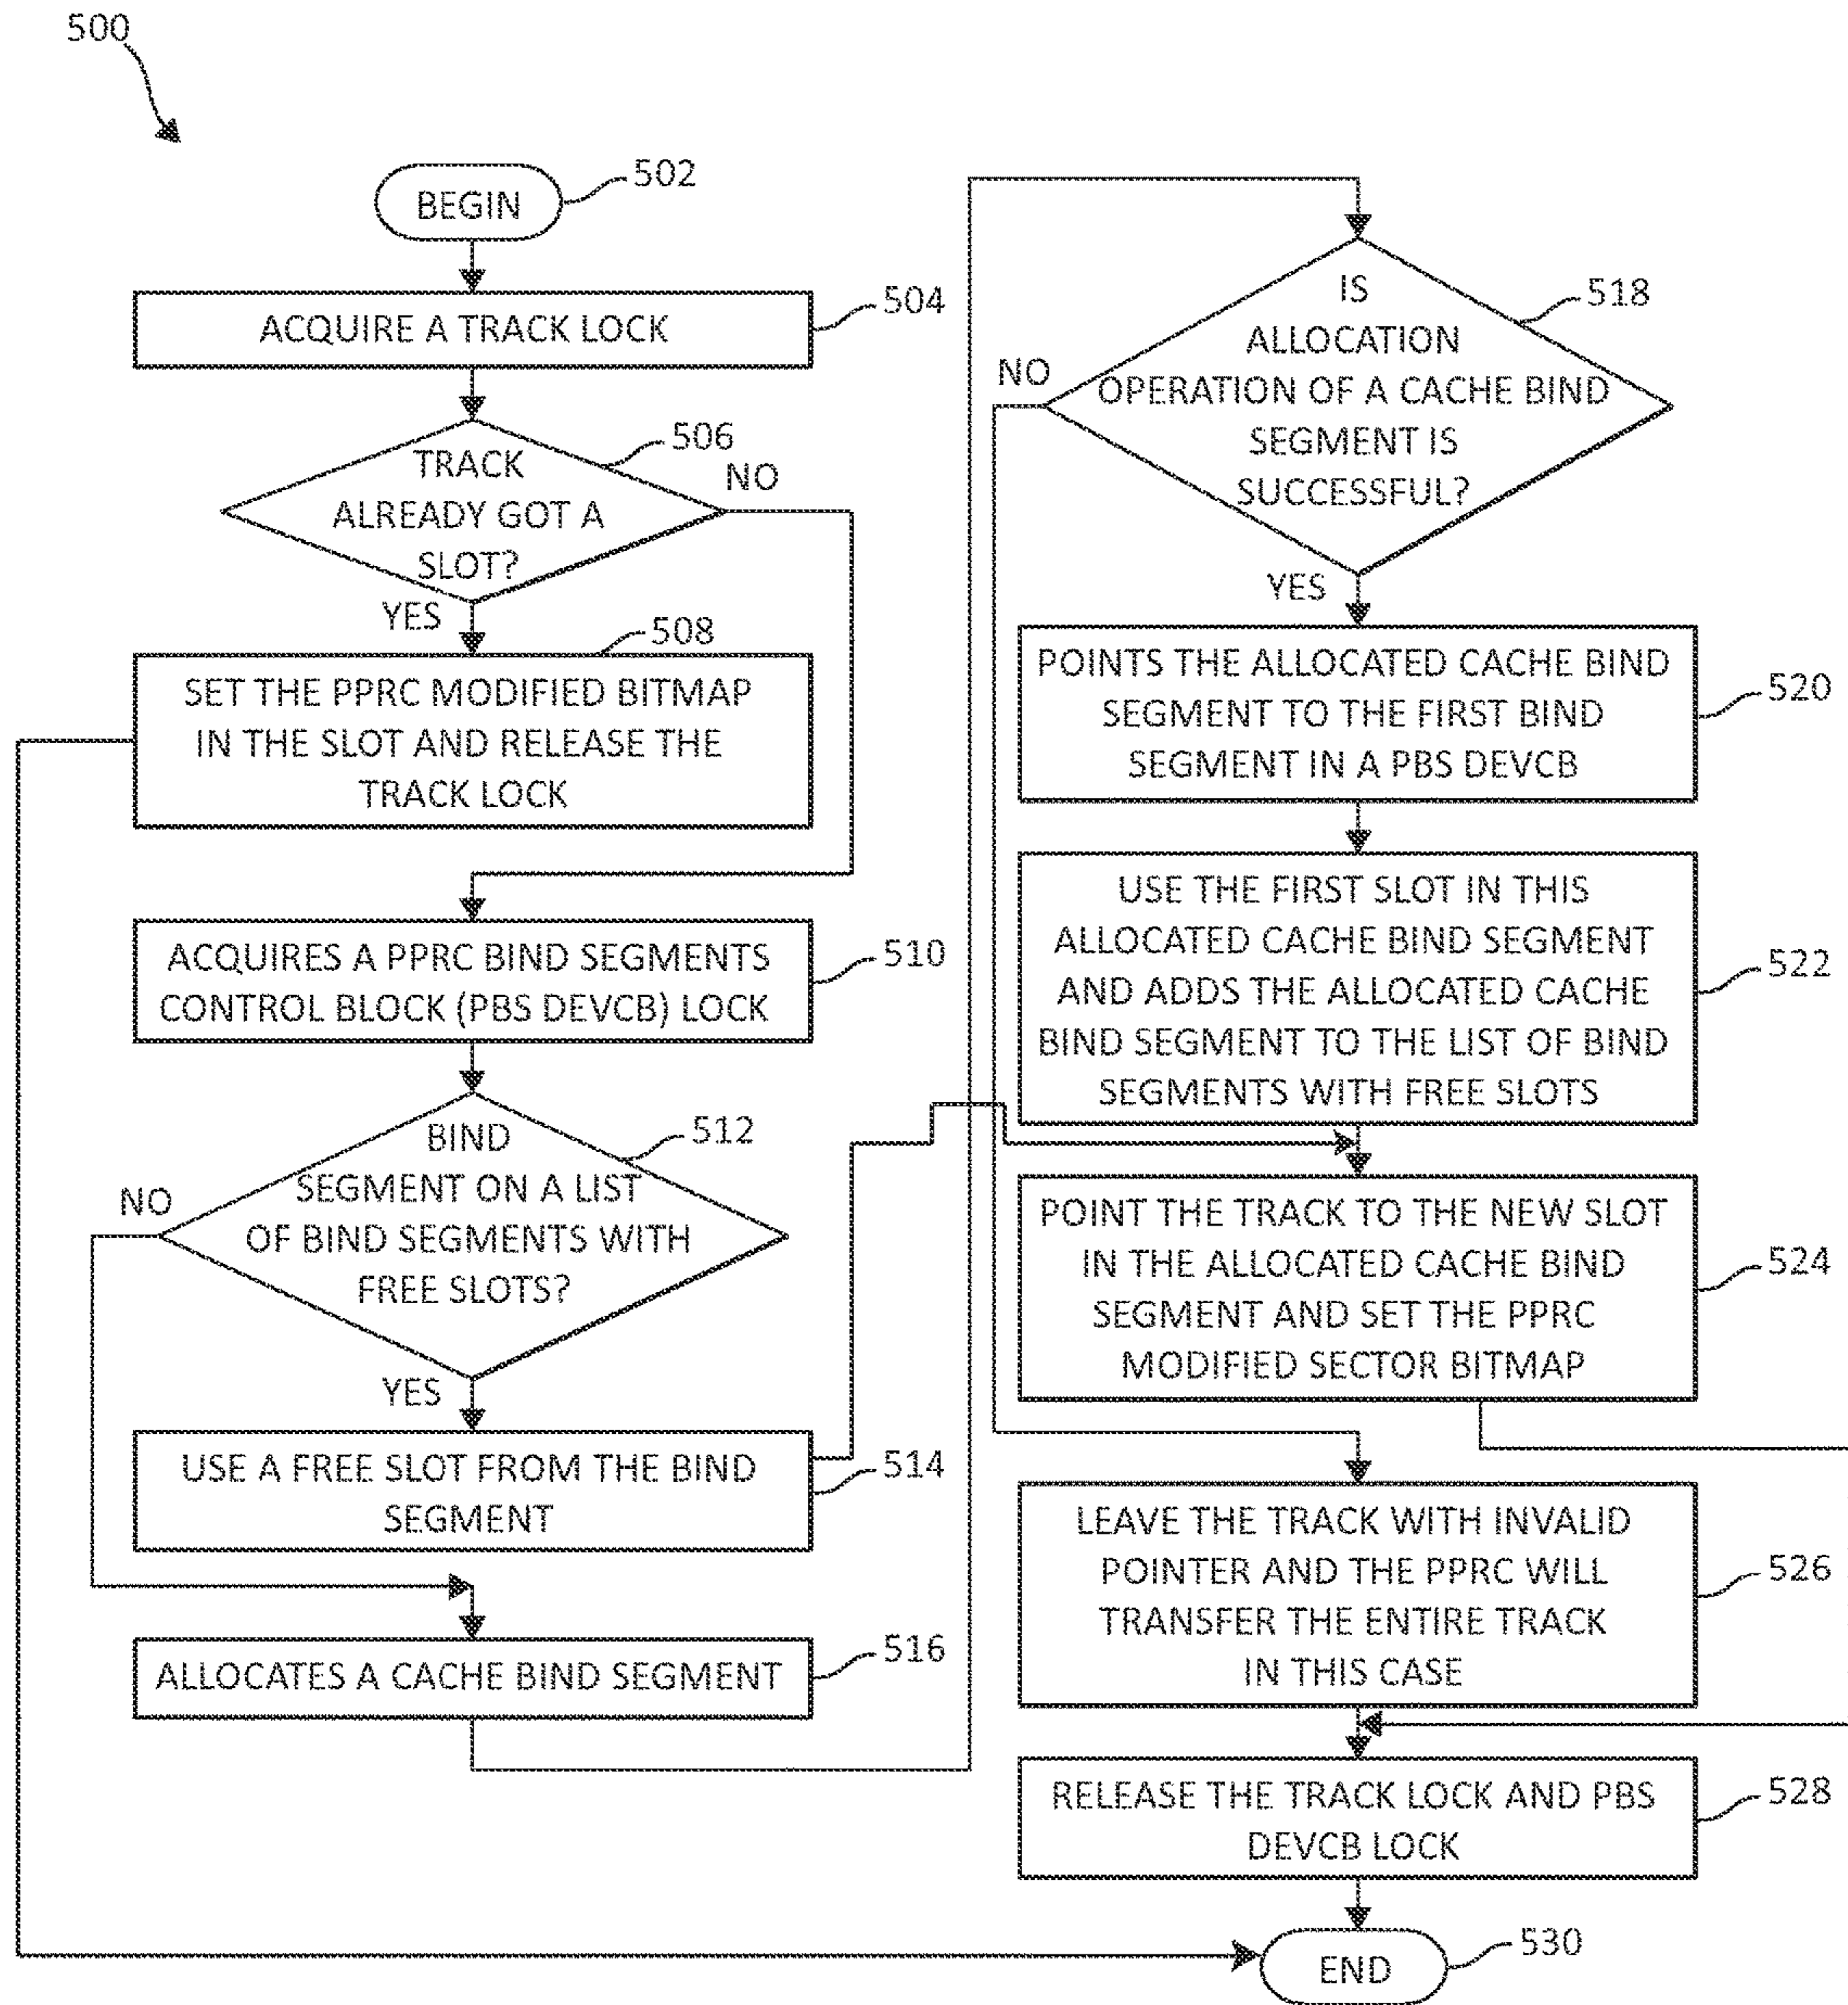 500
BEGIN
502
ACQUIRE A TRACK LOCK
504
TRACK
ALREADY GOT A
SLOT?
506
NO
YES
SET THE PPRC MODIFIED BITMAP
IN THE SLOT AND RELEASE THE
TRACK LOCK
508
ACQUIRES A PPRC BIND SEGMENTS
CONTROL BLOCK (PBS DEVCB) LOCK
510
BIND
SEGMENT ON A LIST
OF BIND SEGMENTS WITH
FREE SLOTS?
512
NO
YES
USE A FREE SLOT FROM THE BIND
SEGMENT
514
ALLOCATES A CACHE BIND SEGMENT
516
IS
ALLOCATION
OPERATION OF A CACHE BIND
SEGMENT IS
SUCCESSFUL?
518
NO
YES
POINTS THE ALLOCATED CACHE BIND
SEGMENT TO THE FIRST BIND
SEGMENT IN A PBS DEVCB
520
USE THE FIRST SLOT IN THIS
ALLOCATED CACHE BIND SEGMENT
AND ADDS THE ALLOCATED CACHE
BIND SEGMENT TO THE LIST OF BIND
SEGMENTS WITH FREE SLOTS
522
POINT THE TRACK TO THE NEW SLOT
IN THE ALLOCATED CACHE BIND
SEGMENT AND SET THE PPRC
MODIFIED SECTOR BITMAP
524
LEAVE THE TRACK WITH INVALID
POINTER AND THE PPRC WILL
TRANSFER THE ENTIRE TRACK
IN THIS CASE
526
RELEASE THE TRACK LOCK AND PBS
DEVCB LOCK
528
END
530